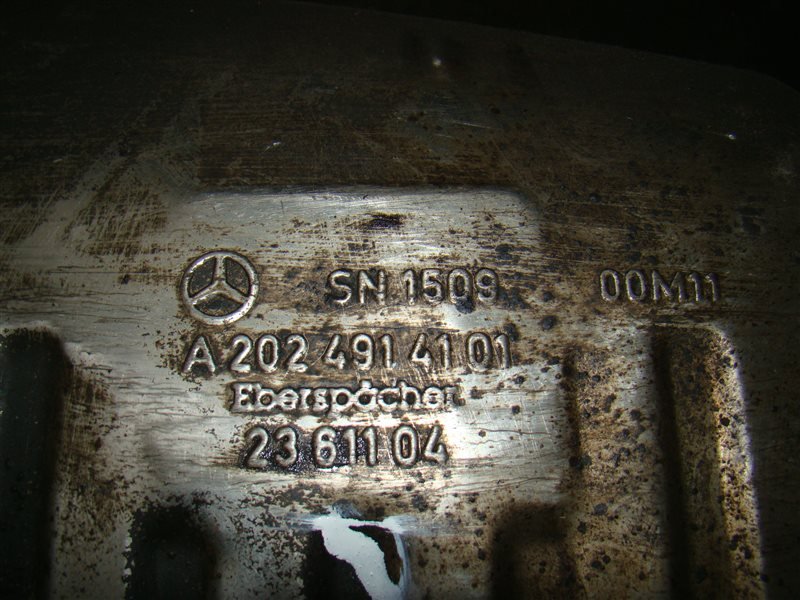 SN 1509 00M11
A 202 491 41 01
Eberspächer
23 611 04